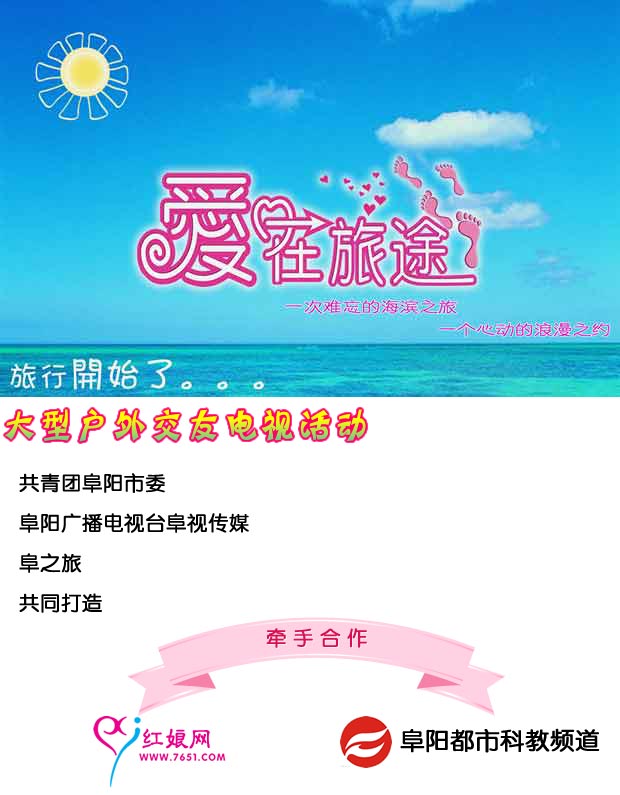 愛在旅途
一次难忘的海滨之旅
一个心动的浪漫之约
旅行開始了。。。
大型户外交友电视活动
共青团阜阳市委
阜阳广播电视台阜视传媒
阜之旅
共同打造
牵手合作
红娘网
www.7651.com
阜阳都市科教频道